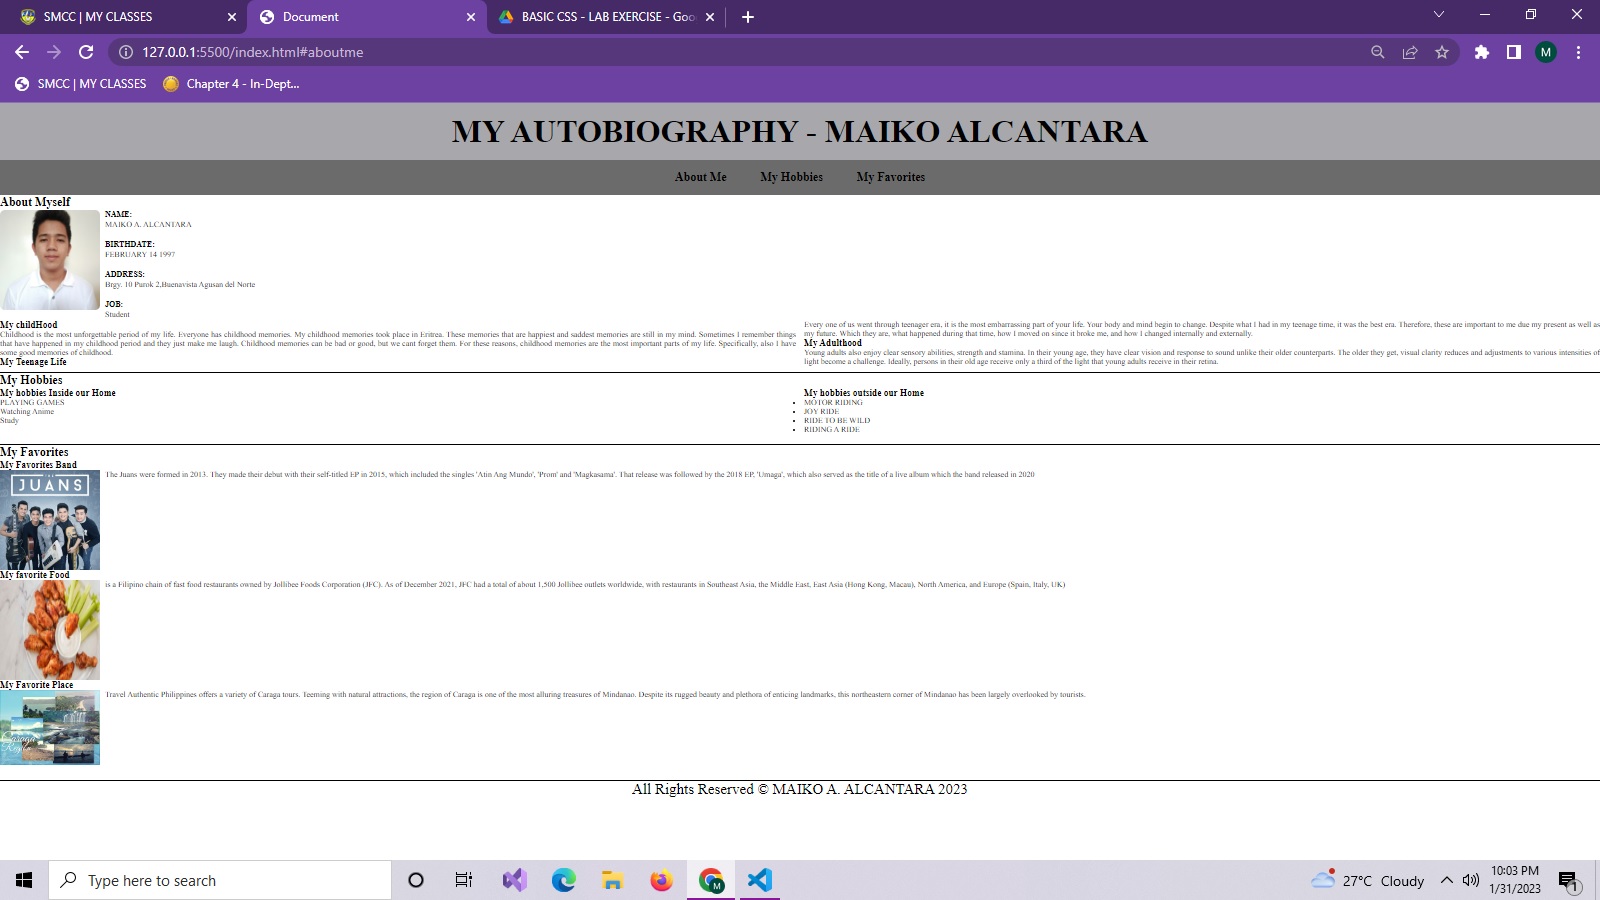 SMCC | MY CLASSES
Document
BASIC CSS - LAB EXERCISE - Goo
127.0.0.1:5500/index.html#aboutme
M
SMCC | MY CLASSES
Chapter 4 - In-Dept...
MY AUTOBIOGRAPHY - MAIKO ALCANTARA
About Me My Hobbies My Favorites
About Myself
NAME:
MAIKO A. ALCANTARA
BIRTHDATE:
FEBRUARY 14 1997
ADDRESS:
Brgy. 10 Purok 2,Buenavista Agusan del Norte
JOB:
Student
My childHood
Childhood is the most unforgettable period of my life. Everyone has childhood memories. My childhood memories took place in Eritrea. These memories that are happiest and saddest memories are still in my mind. Sometimes I remember things
that have happened in my childhood period and they just make me laugh. Childhood memories can be bad or good, but we cant forget them. For these reasons, childhood memories are the most important parts of my life. Specifically, also I have
some good memories of childhood.
My Teenage Life
Every one of us went through teenager era, it is the most embarrassing part of your life. Your body and mind begin to change. Despite what I had in my teenage time, it was the best era. Therefore, these are important to me due my present as well as
my future. Which they are, what happened during that time, how I moved on since it broke me, and how I changed internally and externally.
My Adulthood
Young adults also enjoy clear sensory abilities, strength and stamina. In their young age, they have clear vision and response to sound unlike their older counterparts. The older they get, visual clarity reduces and adjustments to various intensities of
light become a challenge. Ideally, persons in their old age receive only a third of the light that young adults receive in their retina.
My Hobbies
My hobbies Inside our Home
PLAYING GAMES
Watching Anime
Study
My hobbies outside our Home
MOTOR RIDING
JOY RIDE
RIDE TO BE WILD
RIDING A RIDE
My Favorites
My Favorites Band
JUANS
The Juans were formed in 2013. They made their debut with their self-titled EP in 2015, which included the singles 'Atin Ang Mundo', 'Prom' and 'Magkasama'. That release was followed by the 2018 EP, 'Umaga', which also served as the title of a live album which the band released in 2020
My favorite Food
is a Filipino chain of fast food restaurants owned by Jollibee Foods Corporation (JFC). As of December 2021, JFC had a total of about 1,500 Jollibee outlets worldwide, with restaurants in Southeast Asia, the Middle East, East Asia (Hong Kong, Macau), North America, and Europe (Spain, Italy, UK)
My Favorite Place
Caraga
Travel Authentic Philippines offers a variety of Caraga tours. Teeming with natural attractions, the region of Caraga is one of the most alluring treasures of Mindanao. Despite its rugged beauty and plethora of enticing landmarks, this northeastern corner of Mindanao has been largely overlooked by tourists.
All Rights Reserved © MAIKO A. ALCANTARA 2023
Type here to search
M
27°C Cloudy
10:03 PM
1/31/2023
1